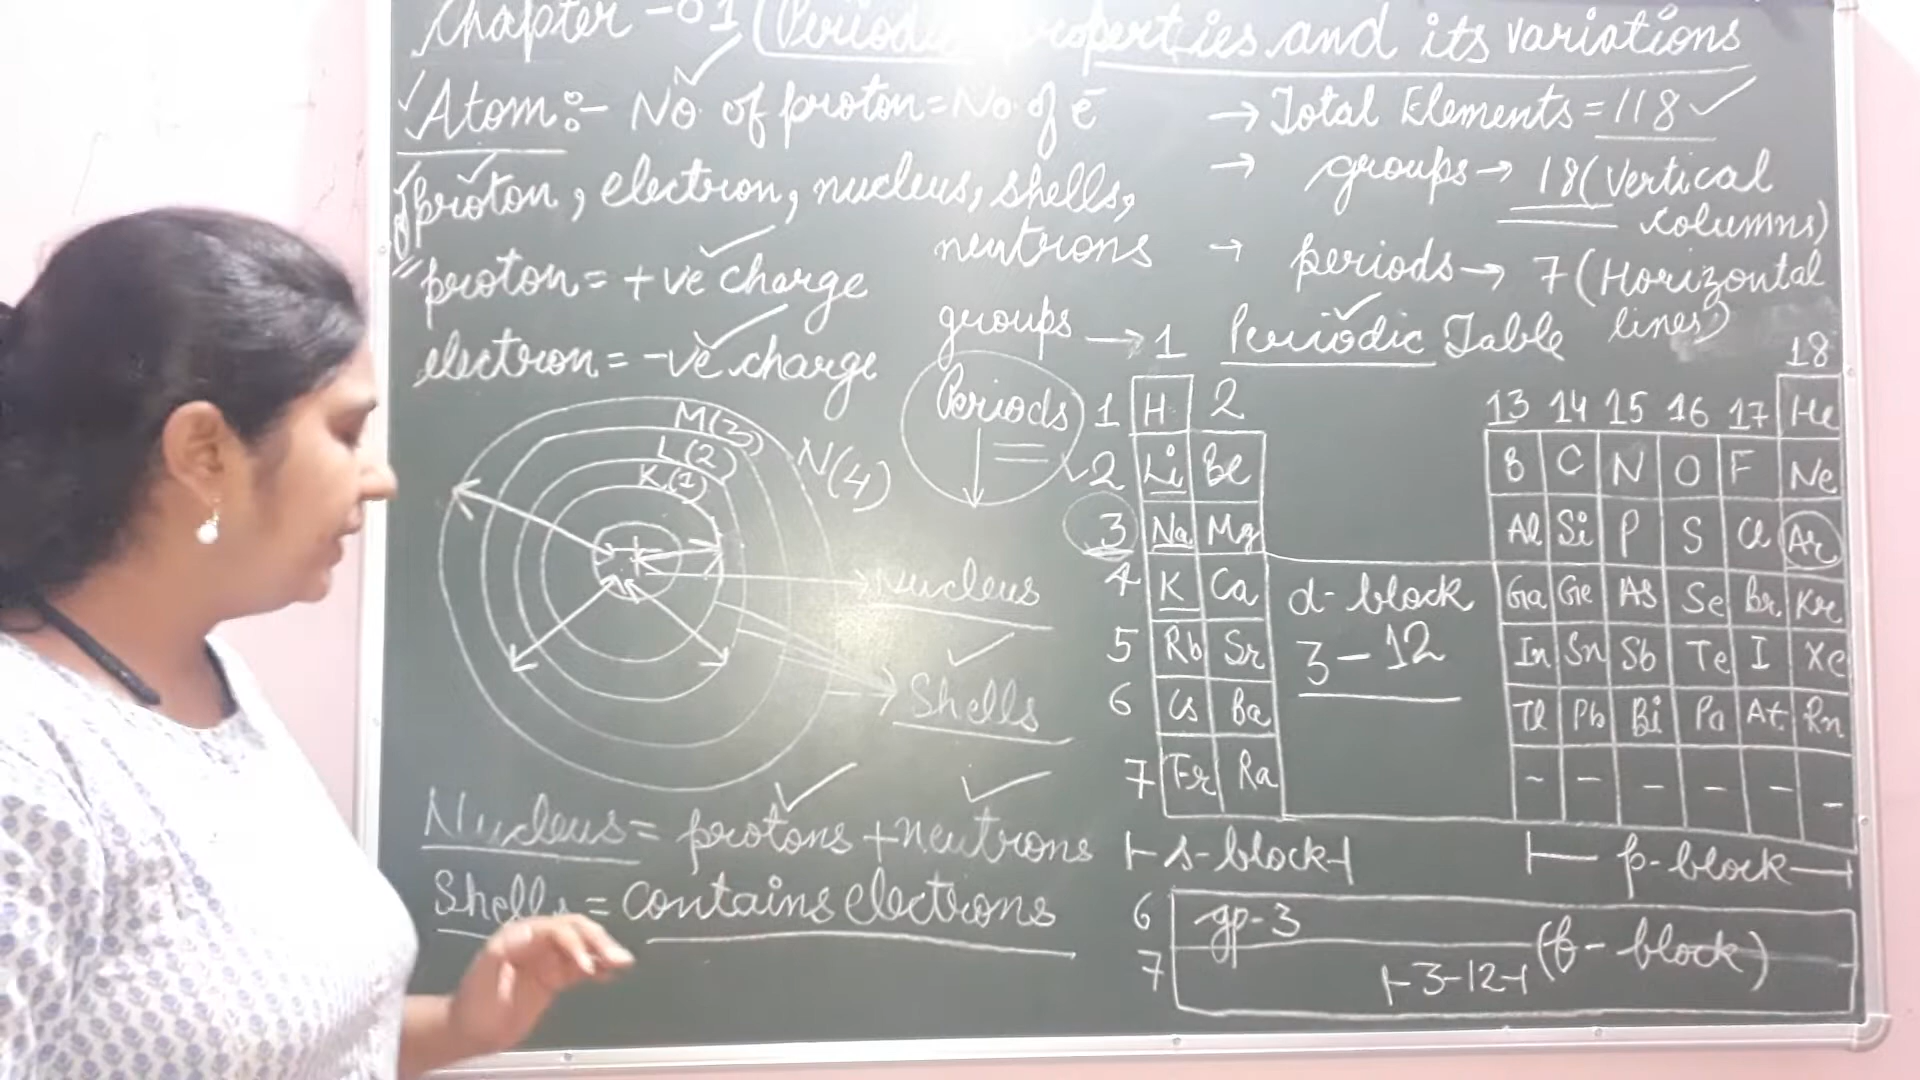 Chapter - 01 (Periodic properties and its variations
Atom :- No. of proton = No. of e-
proton, electron, nucleus, shells,
neutrons
proton = +ve charge
electron = -ve charge
→ Total Elements = 118
→ groups → 18 (Vertical
columns)
→ periods → 7 (Horizontal
lines)
M(3)
L(2)
K(1)
N(4)
+
Nucleus
Shells
Nucleus = protons + neutrons
Shells = contains electrons
groups → 1 Periodic Table 18
Periods 1 H 2 13 14 15 16 17 He
2 Li Be B C N O F Ne
3 Na Mg Al Si P S Cl Ar
4 K Ca d-block Ga Ge As Se Br Kr
5 Rb Sr 3-12 In Sn Sb Te I Xe
6 Cs Ba Tl Pb Bi Po At Rn
7 Fr Ra - - - - - -
s-block p-block
6 gp-3
7 3-12 (f-block)